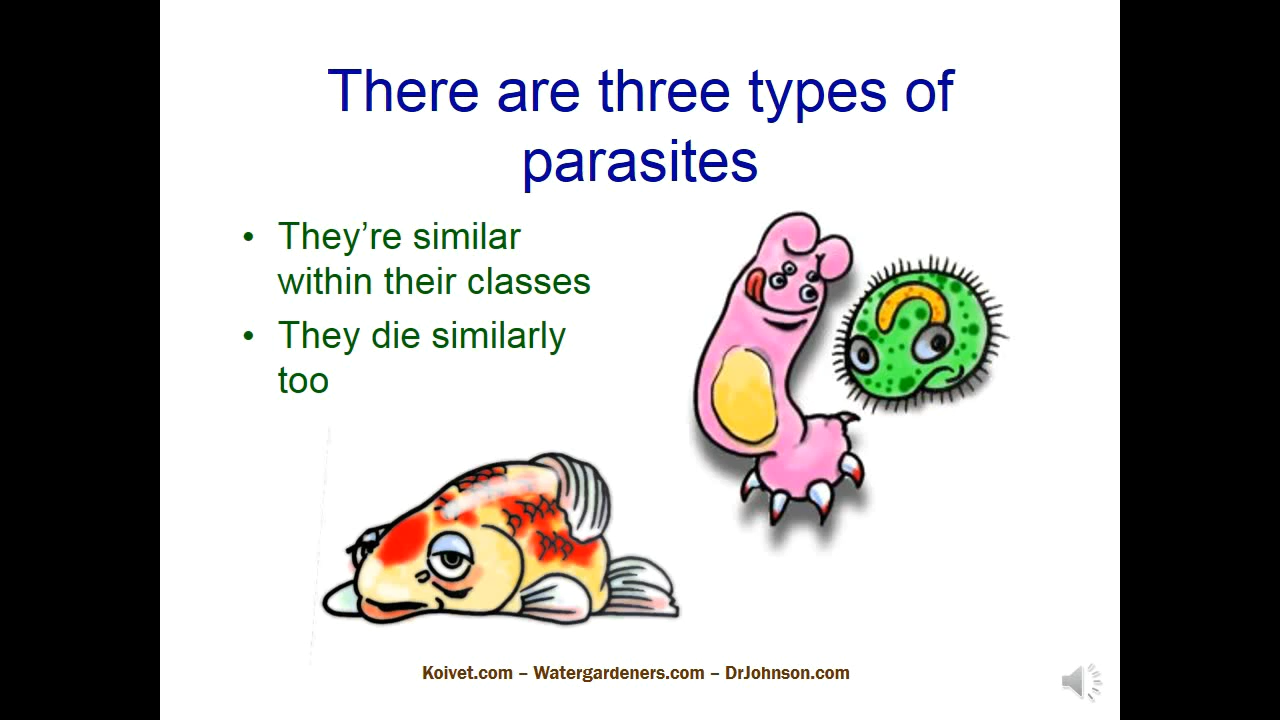 There are three types of
parasites
• They’re similar
within their classes
• They die similarly
too
Koivet.com – Watergardeners.com – DrJohnson.com